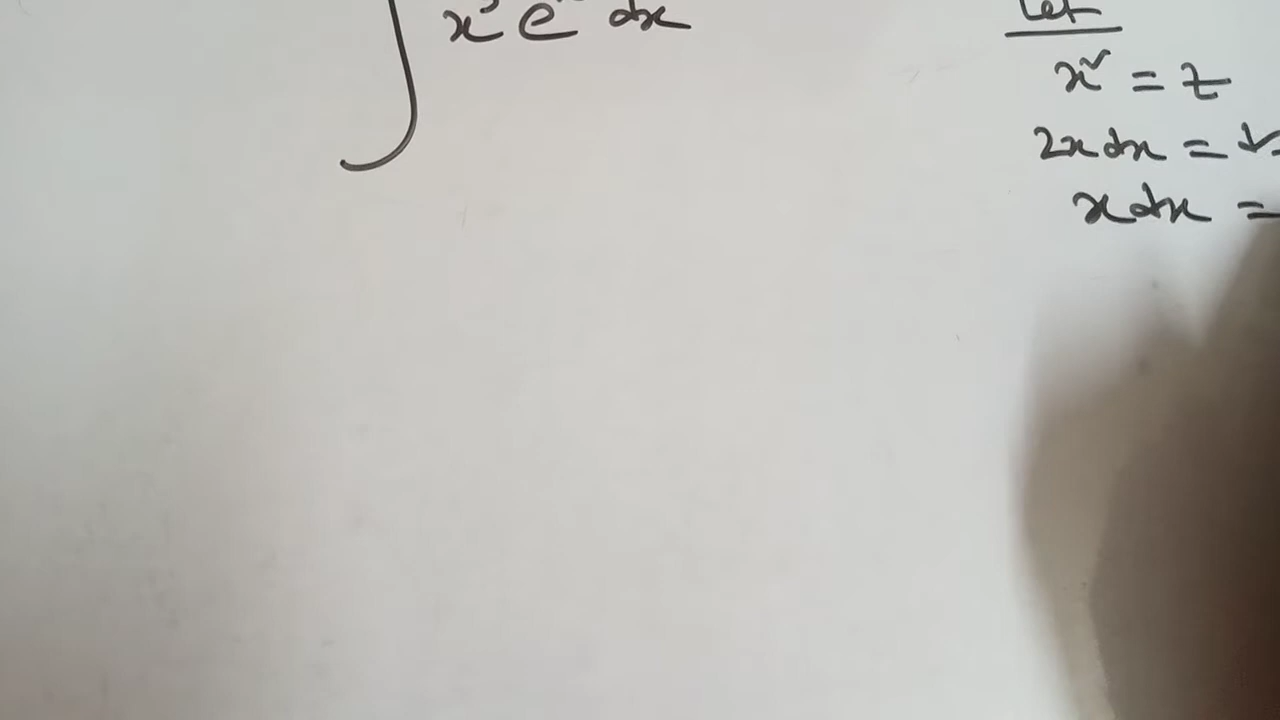 ∫ x³ e^x dx
Let
x² = z
2x dx = d
x dx =